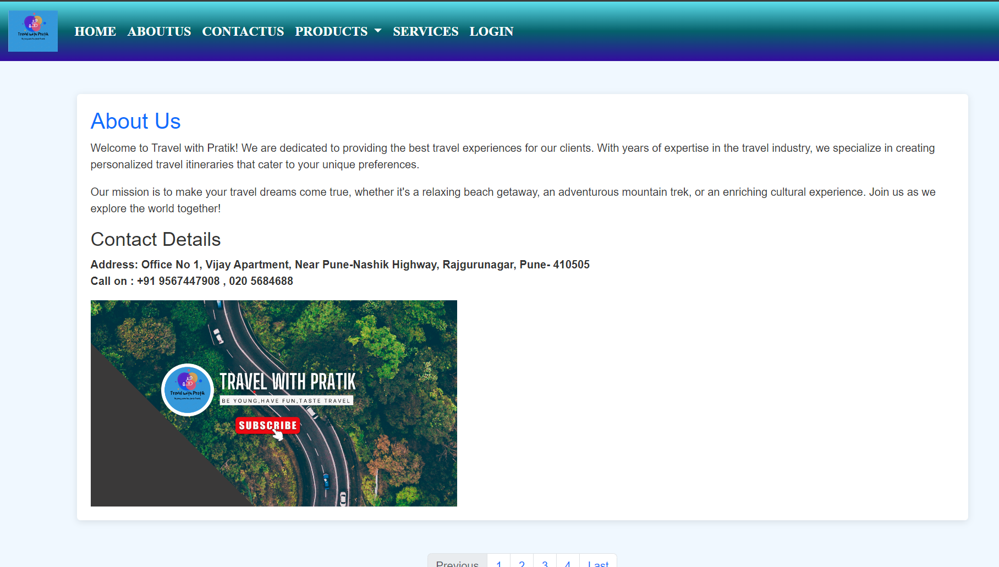 Travel with Pratik
HOME ABOUTUS CONTACTUS PRODUCTS SERVICES LOGIN
About Us
Welcome to Travel with Pratik! We are dedicated to providing the best travel experiences for our clients. With years of expertise in the travel industry, we specialize in creating
personalized travel itineraries that cater to your unique preferences.
Our mission is to make your travel dreams come true, whether it's a relaxing beach getaway, an adventurous mountain trek, or an enriching cultural experience. Join us as we
explore the world together!
Contact Details
Address: Office No 1, Vijay Apartment, Near Pune-Nashik Highway, Rajgurunagar, Pune- 410505
Call on : +91 9567447908 , 020 5684688
Travel with Pratik
TRAVEL WITH PRATIK
BE YOUNG,HAVE FUN,TASTE TRAVEL
SUBSCRIBE
Previous 1 2 3 4 Last